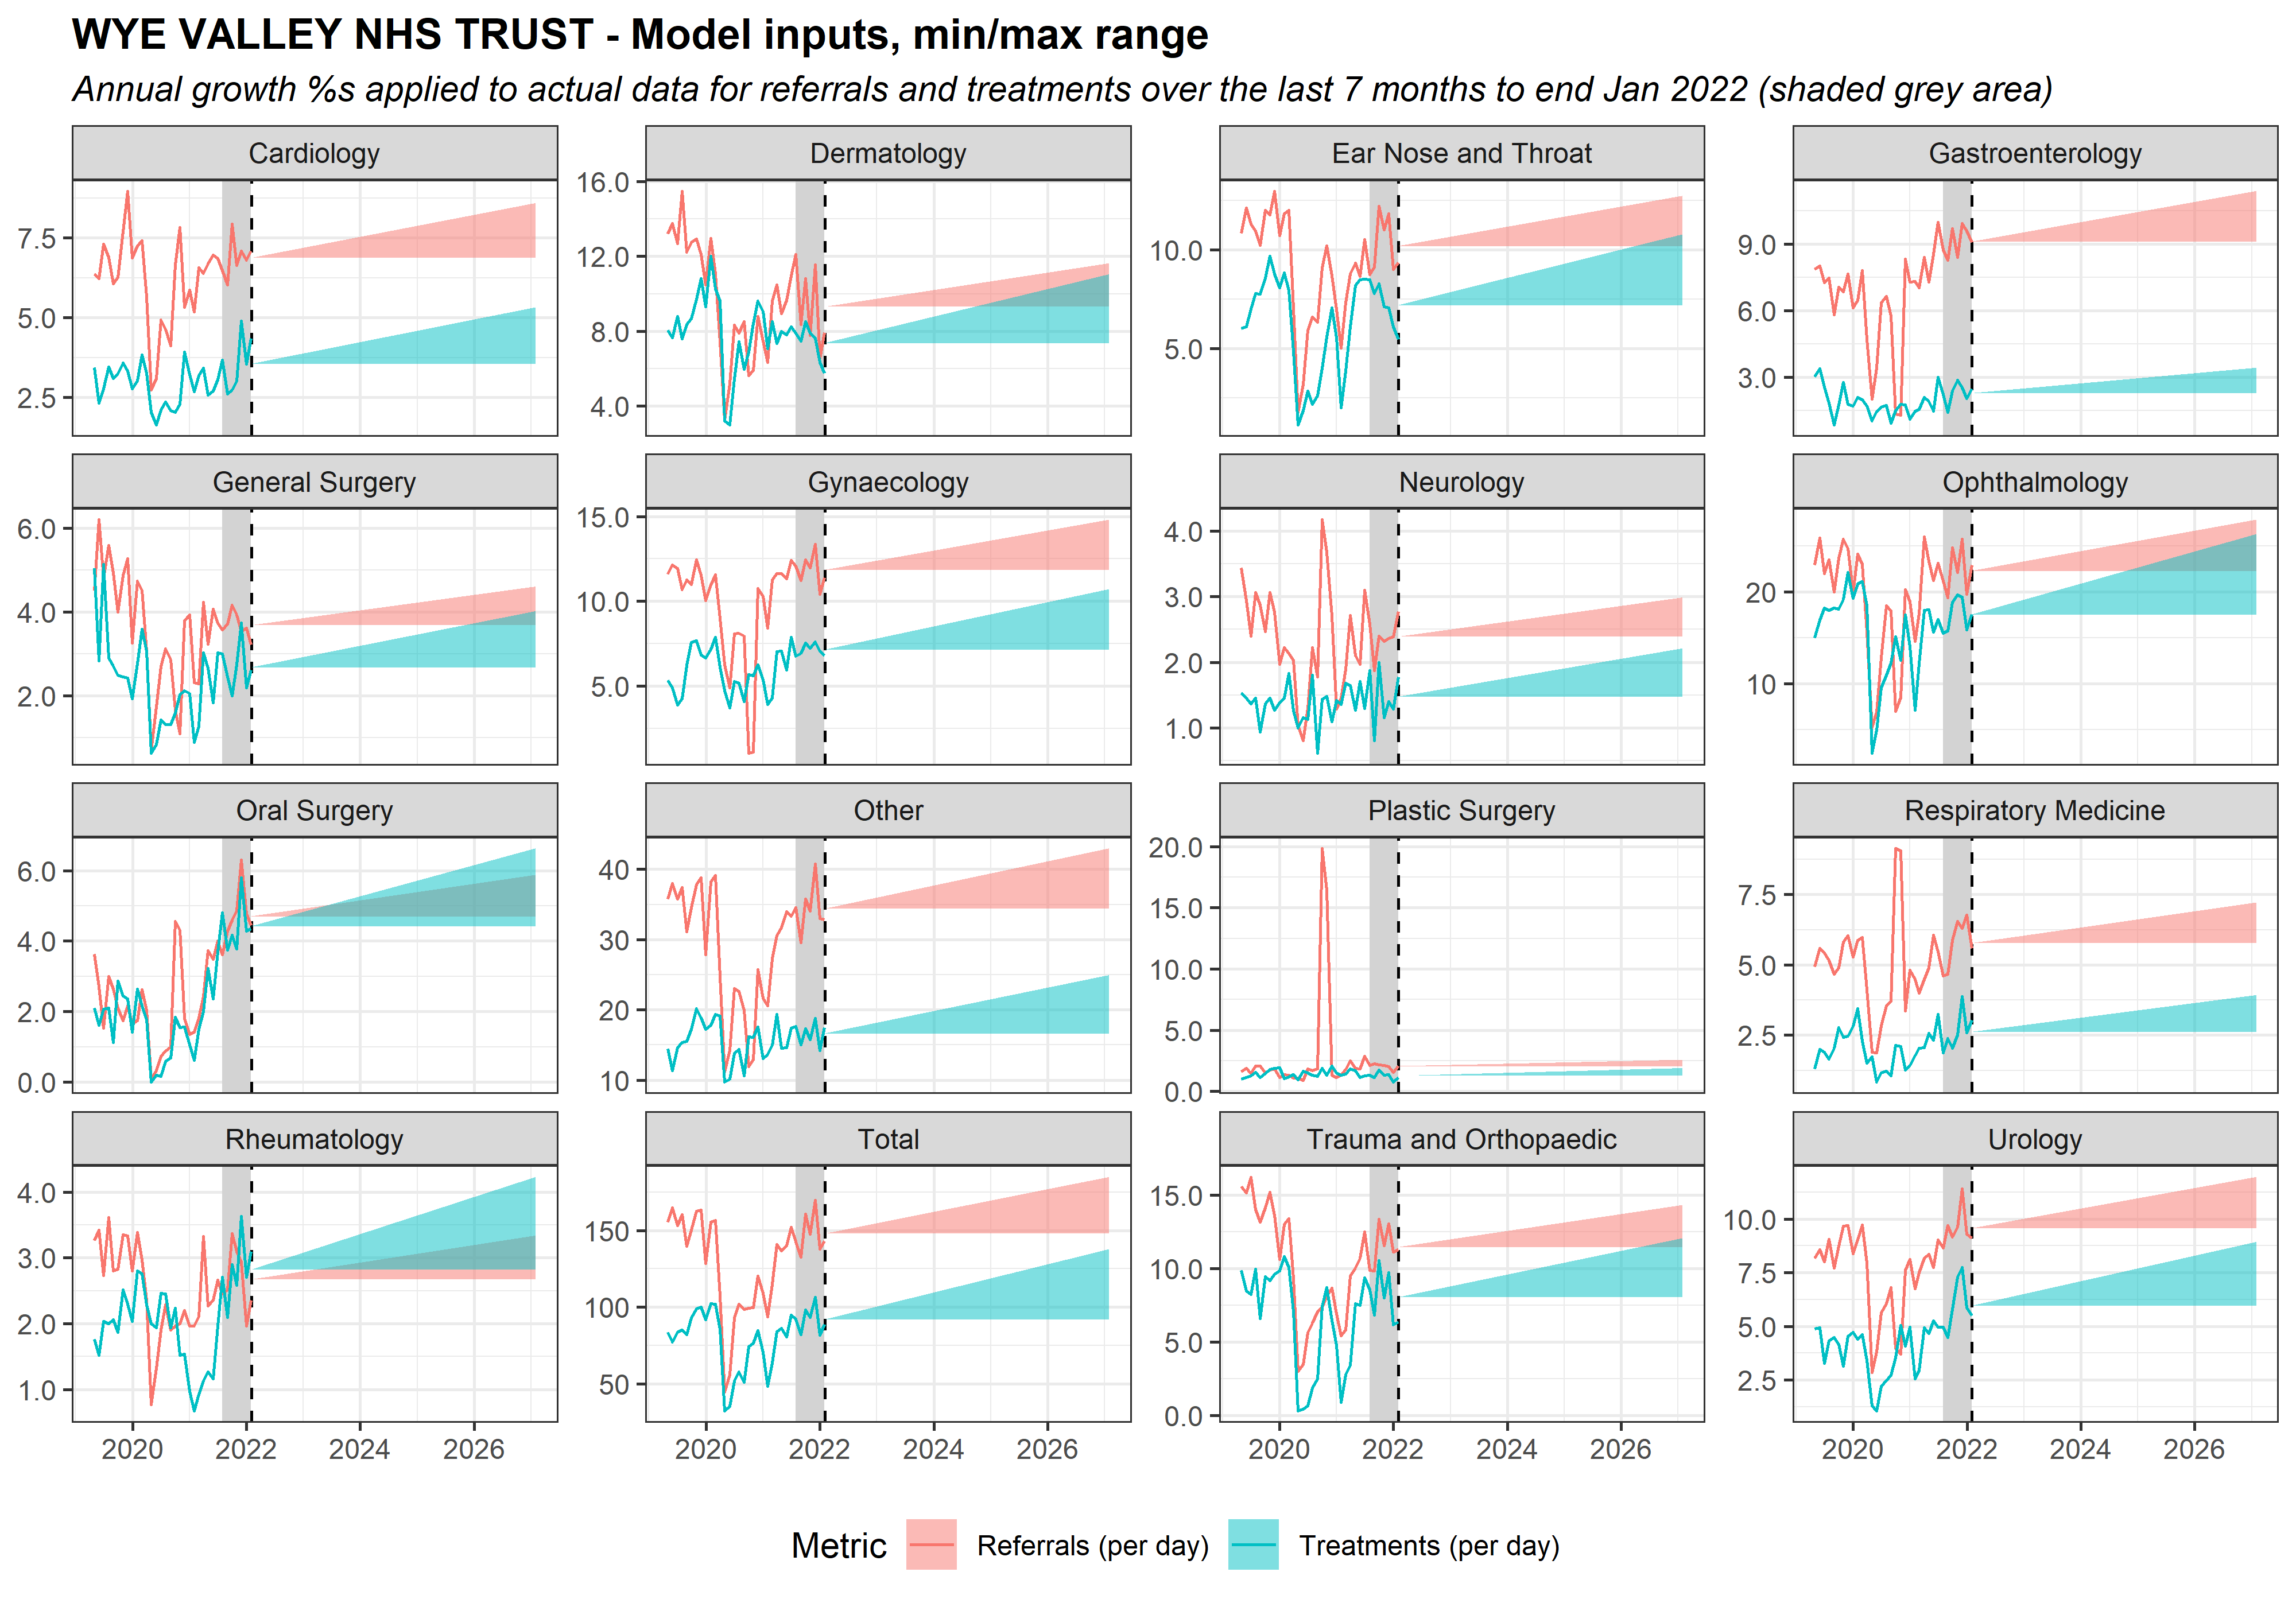 WYE VALLEY NHS TRUST - Model inputs, min/max range
Annual growth %s applied to actual data for referrals and treatments over the last 7 months to end Jan 2022 (shaded grey area)
Cardiology
7.5
5.0
2.5
Dermatology
16.0
12.0
8.0
4.0
Ear Nose and Throat
10.0
5.0
Gastroenterology
9.0
6.0
3.0
General Surgery
6.0
4.0
2.0
Gynaecology
15.0
10.0
5.0
Neurology
4.0
3.0
2.0
1.0
Ophthalmology
20
10
Oral Surgery
6.0
4.0
2.0
0.0
Other
40
30
20
10
Plastic Surgery
20.0
15.0
10.0
5.0
0.0
Respiratory Medicine
7.5
5.0
2.5
Rheumatology
4.0
3.0
2.0
1.0
2020 2022 2024 2026
Total
150
100
50
2020 2022 2024 2026
Trauma and Orthopaedic
15.0
10.0
5.0
0.0
2020 2022 2024 2026
Urology
10.0
7.5
5.0
2.5
2020 2022 2024 2026
Metric Referrals (per day) Treatments (per day)